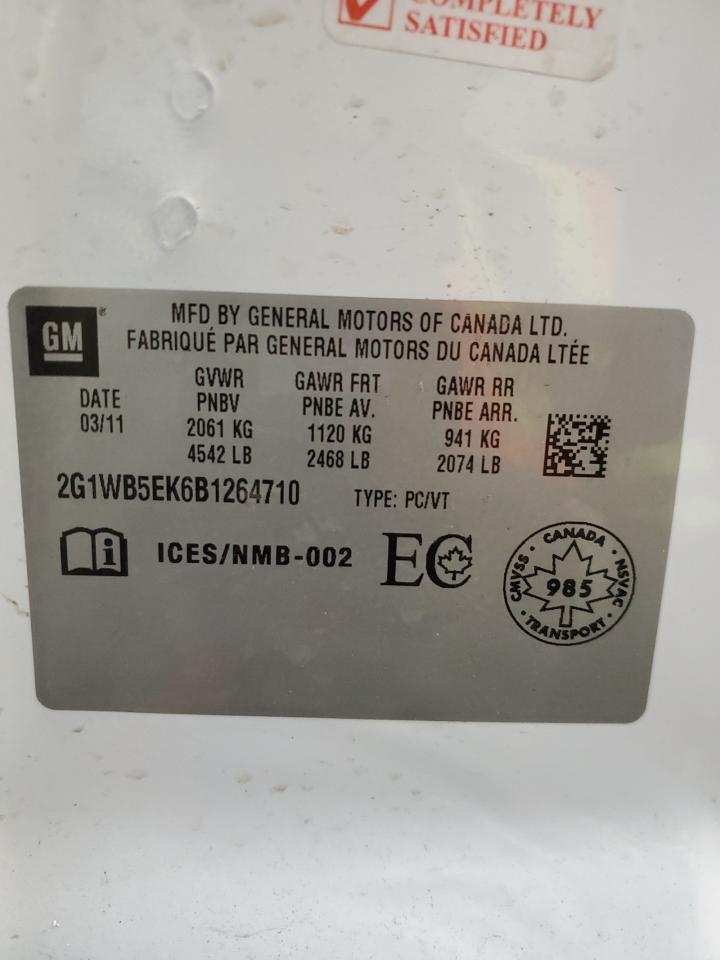 COMPLETELY
SATISFIED
GM
MFD BY GENERAL MOTORS OF CANADA LTD.
FABRIQUÉ PAR GENERAL MOTORS DU CANADA LTÉE
DATE
03/11
GVWR
PNBV
2061 KG
4542 LB
GAWR FRT
PNBE AV.
1120 KG
2468 LB
GAWR RR
PNBE ARR.
941 KG
2074 LB
2G1WB5EK6B1264710 TYPE: PC/VT
i ICES/NMB-002 EC
CMVSS · CANADA · NSVAC · TRANSPORT ·
985